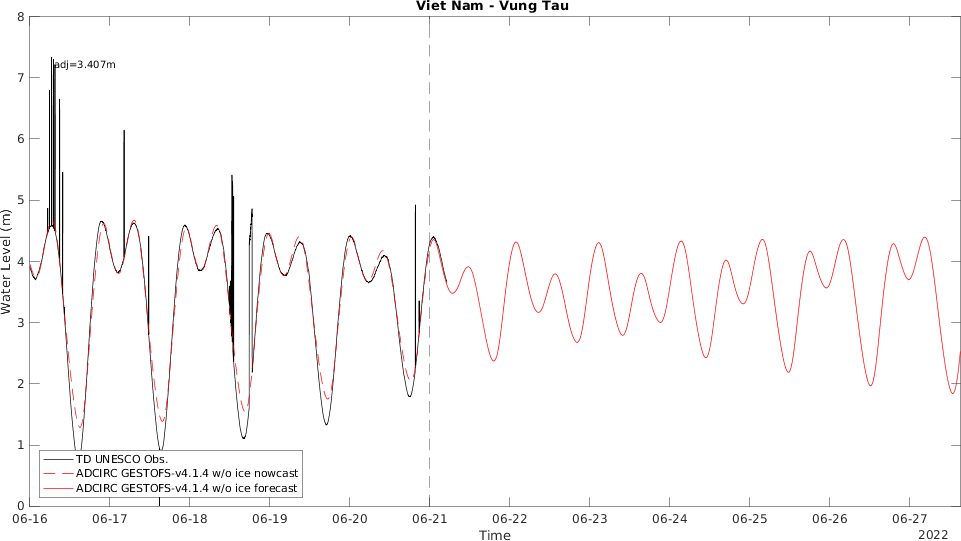 Viet Nam - Vung Tau
adj=3.407m
8
7
6
5
4
3
2
1
0
Water Level (m)
TD UNESCO Obs.
ADCIRC GESTOFS-v4.1.4 w/o ice nowcast
ADCIRC GESTOFS-v4.1.4 w/o ice forecast
06-16 06-17 06-18 06-19 06-20 06-21 06-22 06-23 06-24 06-25 06-26 06-27
Time
2022